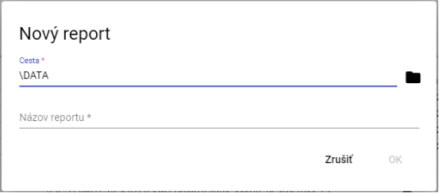 Nový report
Cesta *
\DATA
Názov reportu *
Zrušiť OK